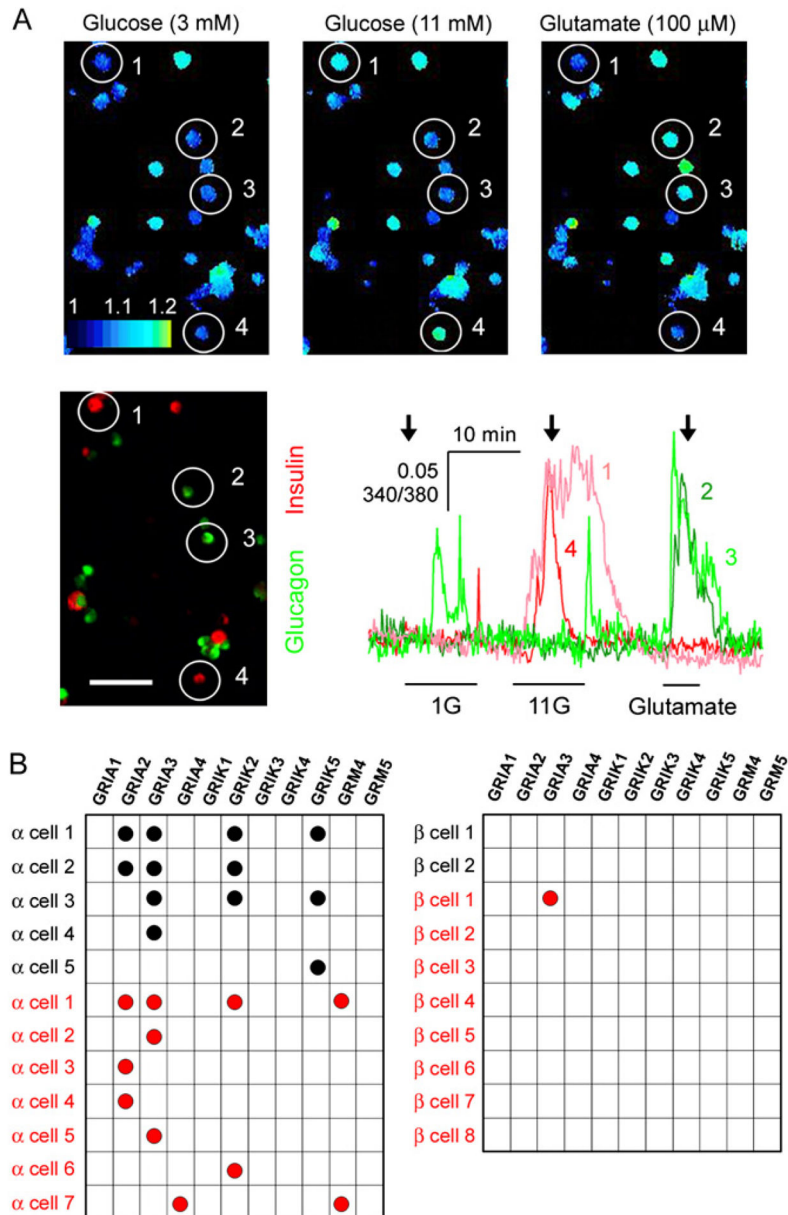 A
Glucose (3 mM) Glucose (11 mM) Glutamate (100 μM)
1 1 1
2 2 2
3 3 3
1 1.1 1.2
4 4 4
1
2
3
4
Glucagon Insulin
10 min
0.05
340/380
1
2
4
3
1G 11G Glutamate
B
GRIA1 GRIA2 GRIA3 GRIA4 GRIK1 GRIK2 GRIK3 GRIK4 GRIK5 GRM4 GRM5
α cell 1
α cell 2
α cell 3
α cell 4
α cell 5
α cell 1
α cell 2
α cell 3
α cell 4
α cell 5
α cell 6
α cell 7
GRIA1 GRIA2 GRIA3 GRIA4 GRIK1 GRIK2 GRIK3 GRIK4 GRIK5 GRM4 GRM5
β cell 1
β cell 2
β cell 1
β cell 2
β cell 3
β cell 4
β cell 5
β cell 6
β cell 7
β cell 8